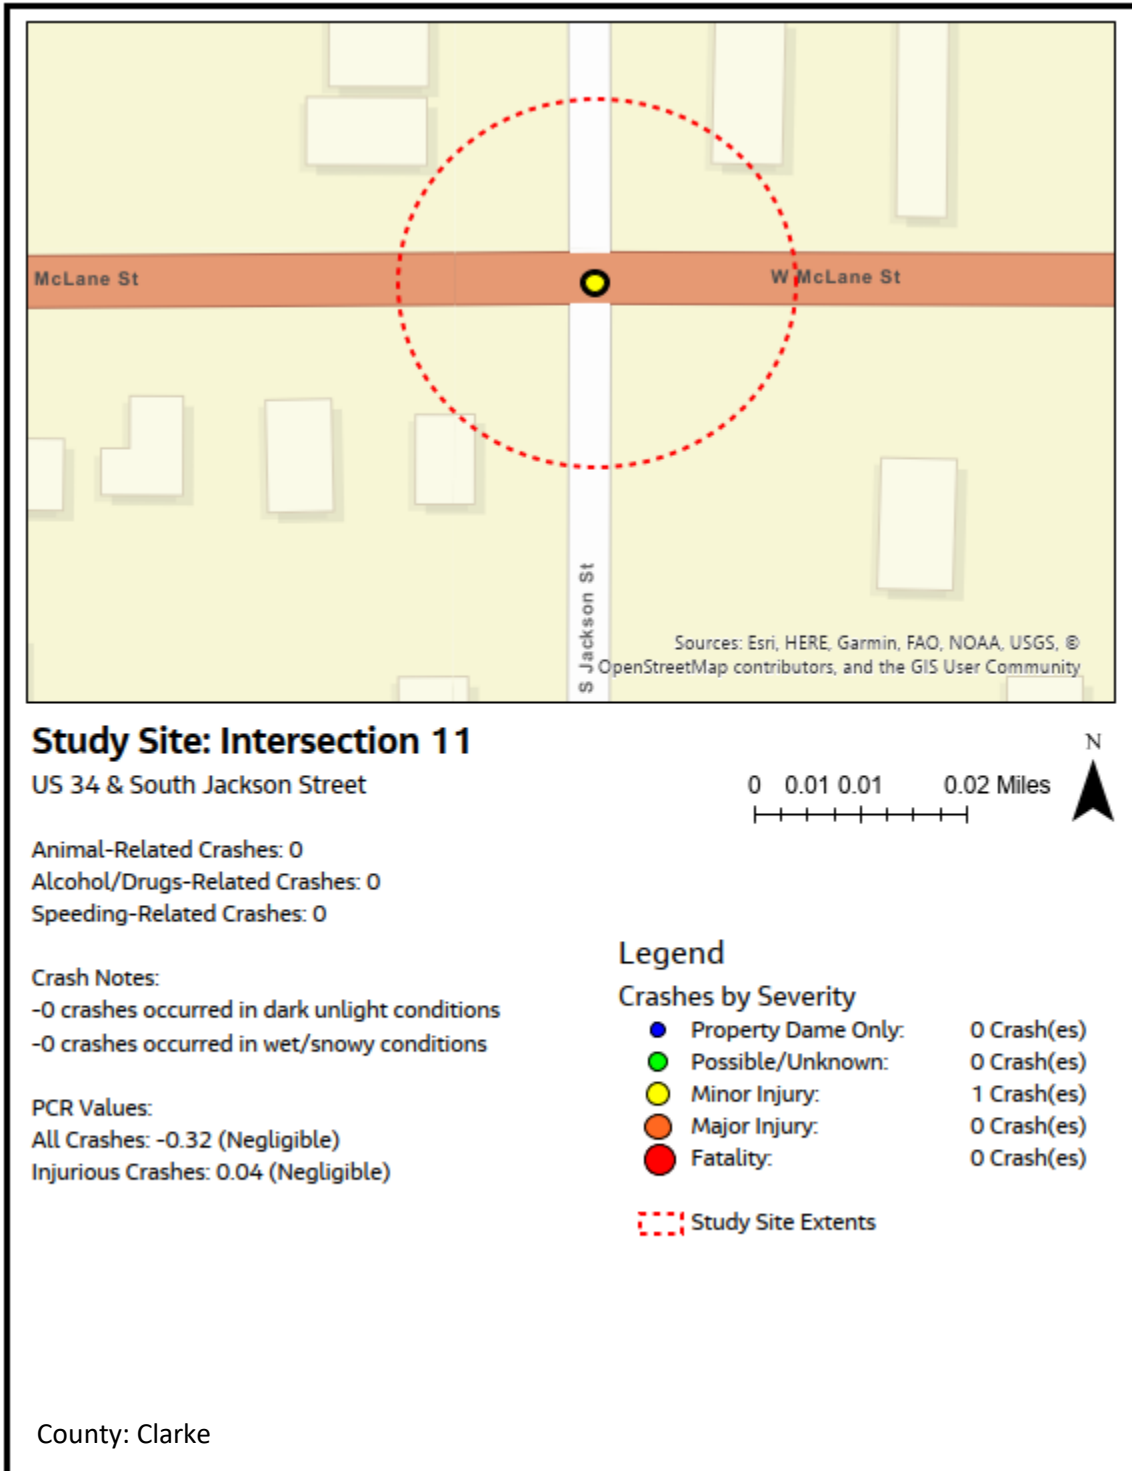 McLane St
W McLane St
S Jackson St
Sources: Esri, HERE, Garmin, FAO, NOAA, USGS, ©
OpenStreetMap contributors, and the GIS User Community
Study Site: Intersection 11
US 34 & South Jackson Street
0 0.01 0.01 0.02 Miles
N
Animal-Related Crashes: 0
Alcohol/Drugs-Related Crashes: 0
Speeding-Related Crashes: 0
Crash Notes:
-0 crashes occurred in dark unlight conditions
-0 crashes occurred in wet/snowy conditions
PCR Values:
All Crashes: -0.32 (Negligible)
Injurious Crashes: 0.04 (Negligible)
Legend
Crashes by Severity
Property Dame Only: 0 Crash(es)
Possible/Unknown: 0 Crash(es)
Minor Injury: 1 Crash(es)
Major Injury: 0 Crash(es)
Fatality: 0 Crash(es)
Study Site Extents
County: Clarke